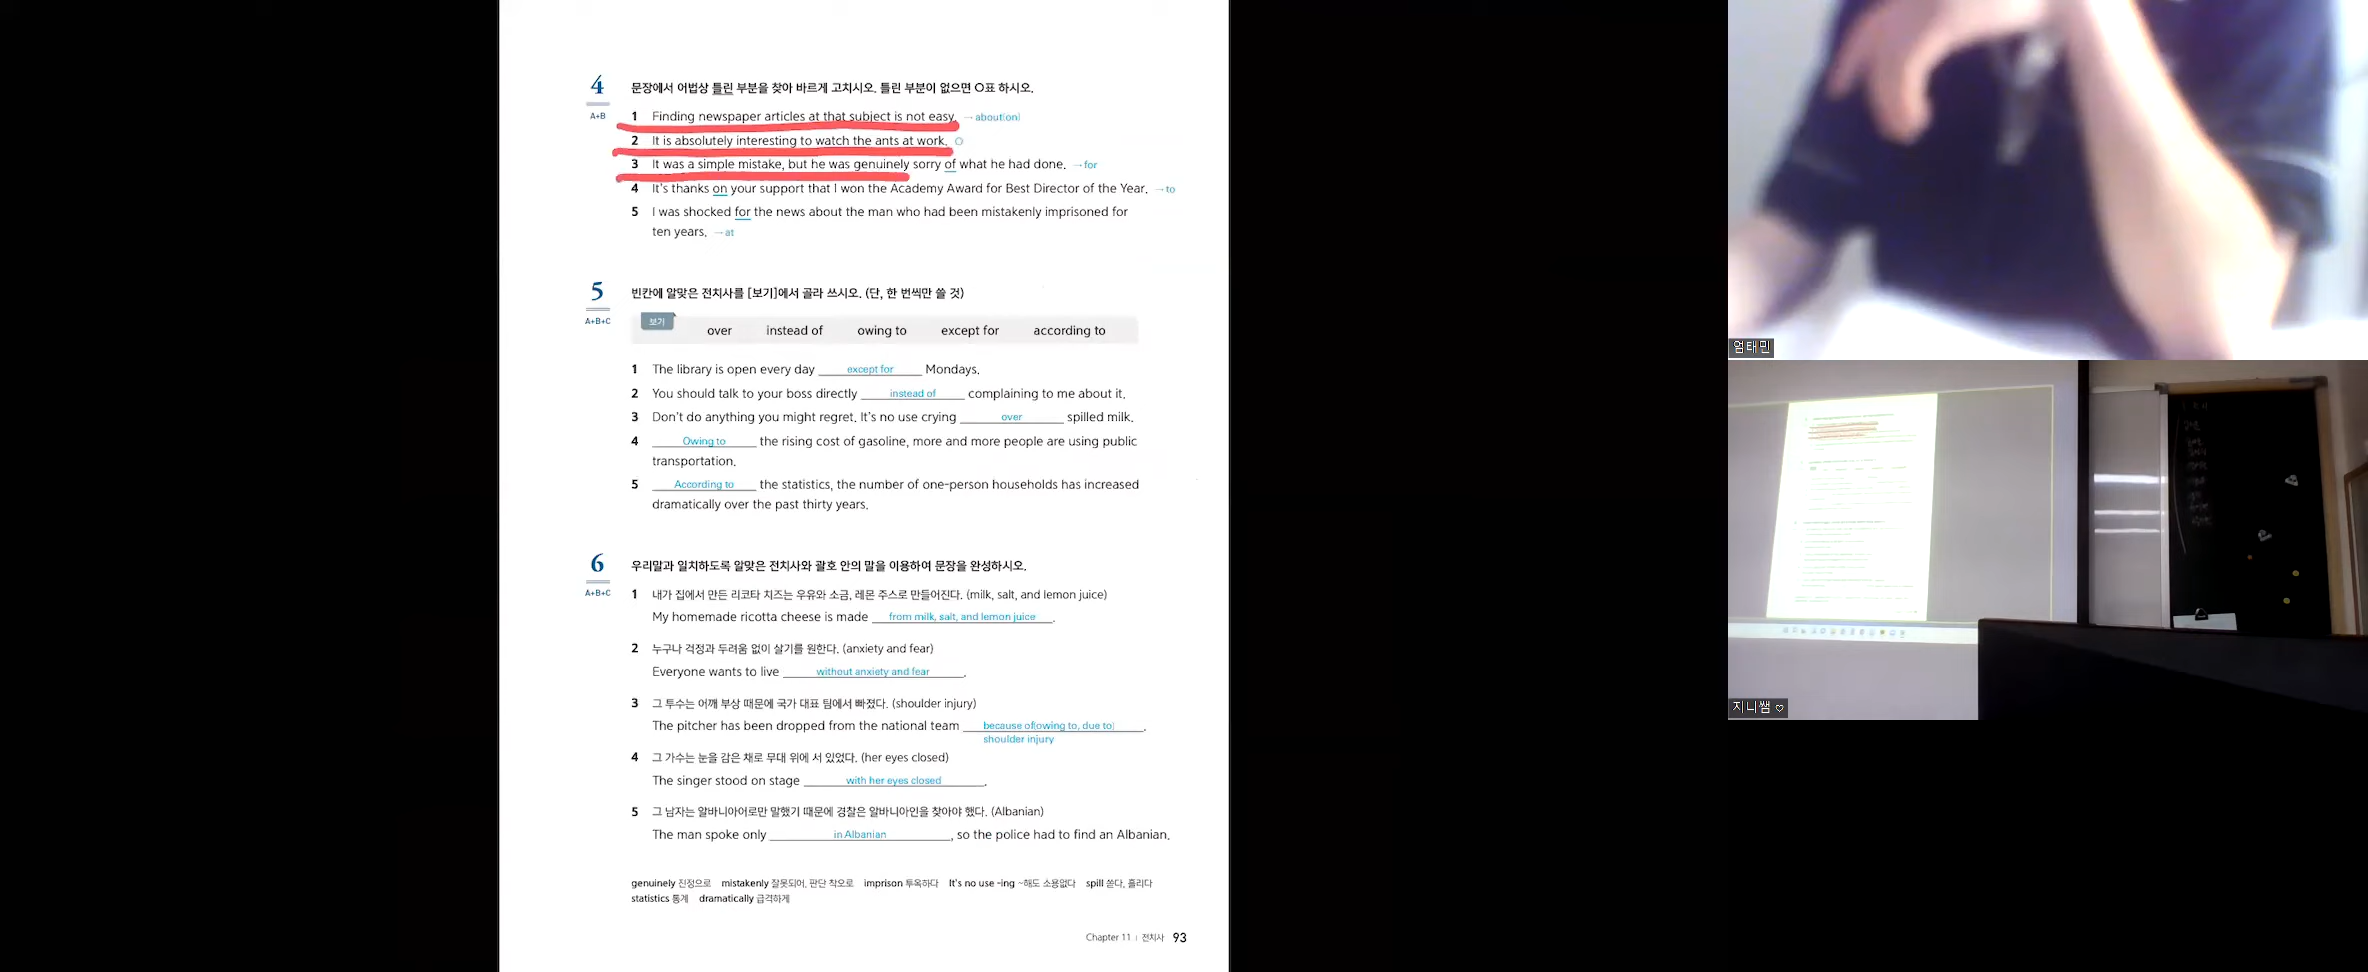 4
A+B
문장에서 어법상 틀린 부분을 찾아 바르게 고치시오. 틀린 부분이 없으면 O표 하시오.
1 Finding newspaper articles at that subject is not easy. → about[on]
2 It is absolutely interesting to watch the ants at work. O
3 It was a simple mistake, but he was genuinely sorry of what he had done. → for
4 It's thanks on your support that I won the Academy Award for Best Director of the Year. → to
5 I was shocked for the news about the man who had been mistakenly imprisoned for
ten years. → at
5
A+B+C
빈칸에 알맞은 전치사를 [보기]에서 골라 쓰시오. (단, 한 번씩만 쓸 것)
보기
over instead of owing to except for according to
1 The library is open every day except for Mondays.
2 You should talk to your boss directly instead of complaining to me about it.
3 Don't do anything you might regret. It's no use crying over spilled milk.
4 Owing to the rising cost of gasoline, more and more people are using public
transportation.
5 According to the statistics, the number of one-person households has increased
dramatically over the past thirty years.
6
A+B+C
우리말과 일치하도록 알맞은 전치사와 괄호 안의 말을 이용하여 문장을 완성하시오.
1 내가 집에서 만든 리코타 치즈는 우유와 소금, 레몬 주스로 만들어진다. (milk, salt, and lemon juice)
My homemade ricotta cheese is made from milk, salt, and lemon juice.
2 누구나 걱정과 두려움 없이 살기를 원한다. (anxiety and fear)
Everyone wants to live without anxiety and fear.
3 그 투수는 어깨 부상 때문에 국가 대표 팀에서 빠졌다. (shoulder injury)
The pitcher has been dropped from the national team because of[owing to, due to].
shoulder injury
4 그 가수는 눈을 감은 채로 무대 위에 서 있었다. (her eyes closed)
The singer stood on stage with her eyes closed.
5 그 남자는 알바니아어로만 말했기 때문에 경찰은 알바니아인을 찾아야 했다. (Albanian)
The man spoke only in Albanian, so the police had to find an Albanian.
genuinely 진정으로 mistakenly 잘못되어, 판단 착오로 imprison 투옥하다 It's no use -ing ~해도 소용없다 spill 쏟다, 흘리다
statistics 통계 dramatically 급격하게
Chapter 11 | 전치사 93
엄태민
지니쌤 ♡